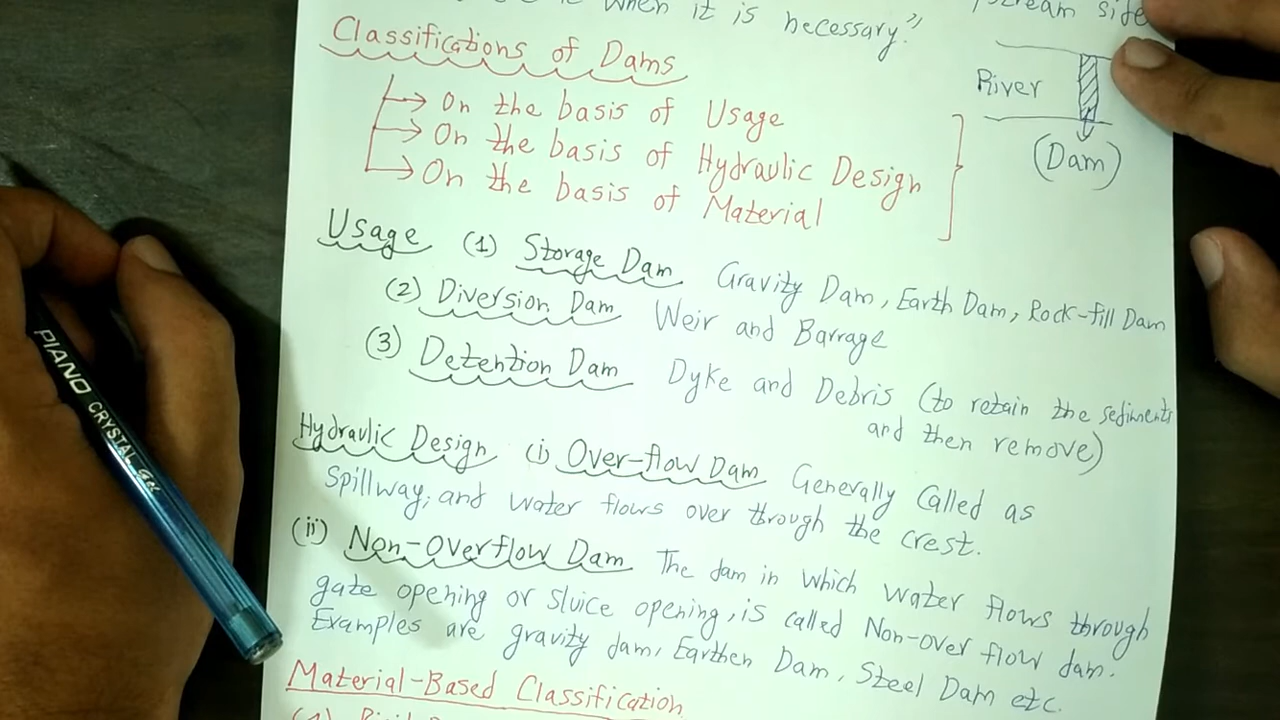 when it is necessary."
stream side
Classifications of Dams
→ On the basis of Usage
→ On the basis of Hydraulic Design
→ On the basis of Material
River
(Dam)
Usage (1) Storage Dam Gravity Dam, Earth Dam, Rock-fill Dam
(2) Diversion Dam Weir and Barrage
(3) Detention Dam Dyke and Debris (to retain the sediments
and then remove)
Hydraulic Design (i) Over-flow Dam Generally Called as
Spillway, and water flows over through the crest.
(ii) Non-Overflow Dam The dam in which water flows through
gate opening or sluice opening, is called Non-over flow dam.
Examples are gravity dam, Earthen Dam, Steel Dam etc.
Material-Based Classification
PIANO CRYSTAL Gel